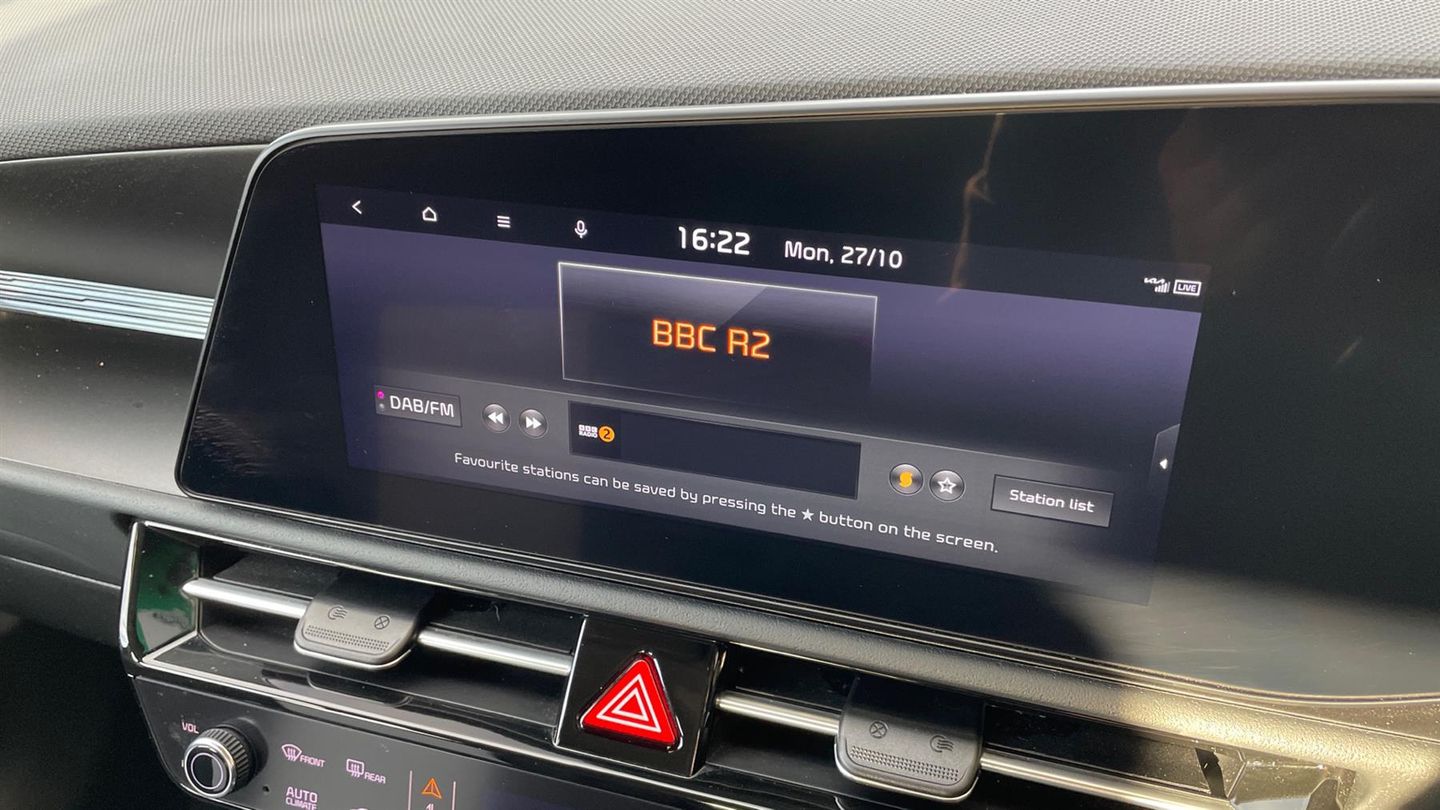 16:22 Mon, 27/10
LIVE
BBC R2
DAB/FM
BBC
RADIO 2
Station list
Favourite stations can be saved by pressing the ★ button on the screen.
VOL
FRONT
REAR
AUTO
CLIMATE